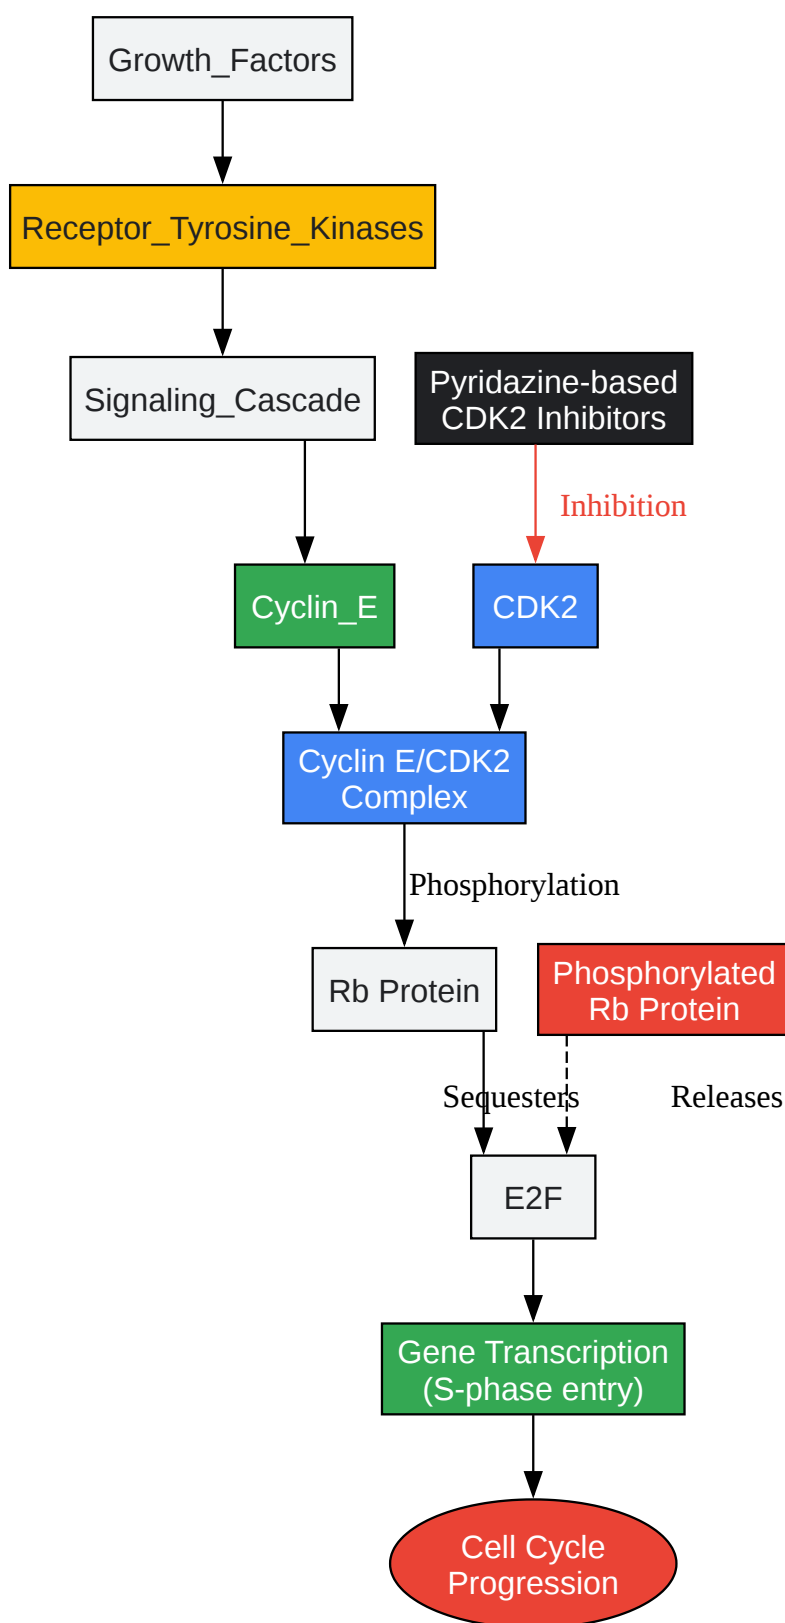 Growth_Factors
Receptor_Tyrosine_Kinases
Signaling_Cascade
Pyridazine-based
CDK2 Inhibitors
Inhibition
Cyclin_E
CDK2
Cyclin E/CDK2
Complex
Phosphorylation
Rb Protein
Phosphorylated
Rb Protein
Sequesters
Releases
E2F
Gene Transcription
(S-phase entry)
Cell Cycle
Progression